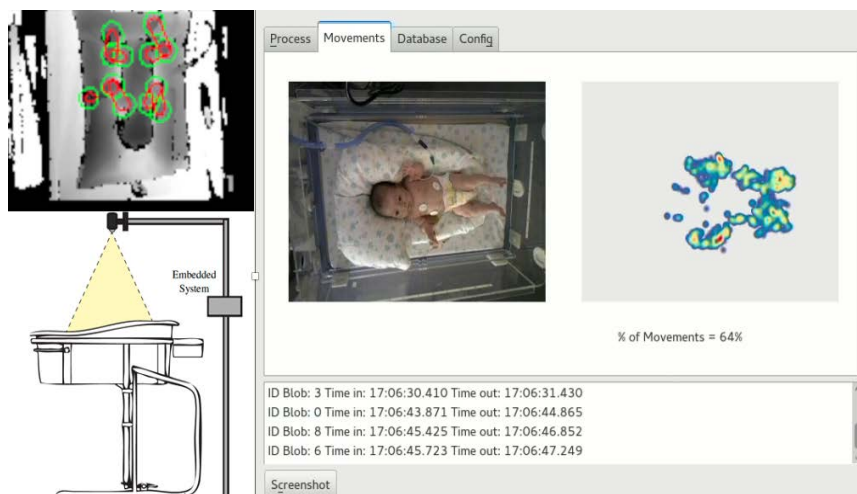 Process Movements Database Config
Embedded
System
% of Movements = 64%
ID Blob: 3 Time in: 17:06:30.410 Time out: 17:06:31.430
ID Blob: 0 Time in: 17:06:43.871 Time out: 17:06:44.865
ID Blob: 8 Time in: 17:06:45.425 Time out: 17:06:46.852
ID Blob: 6 Time in: 17:06:45.723 Time out: 17:06:47.249
Screenshot